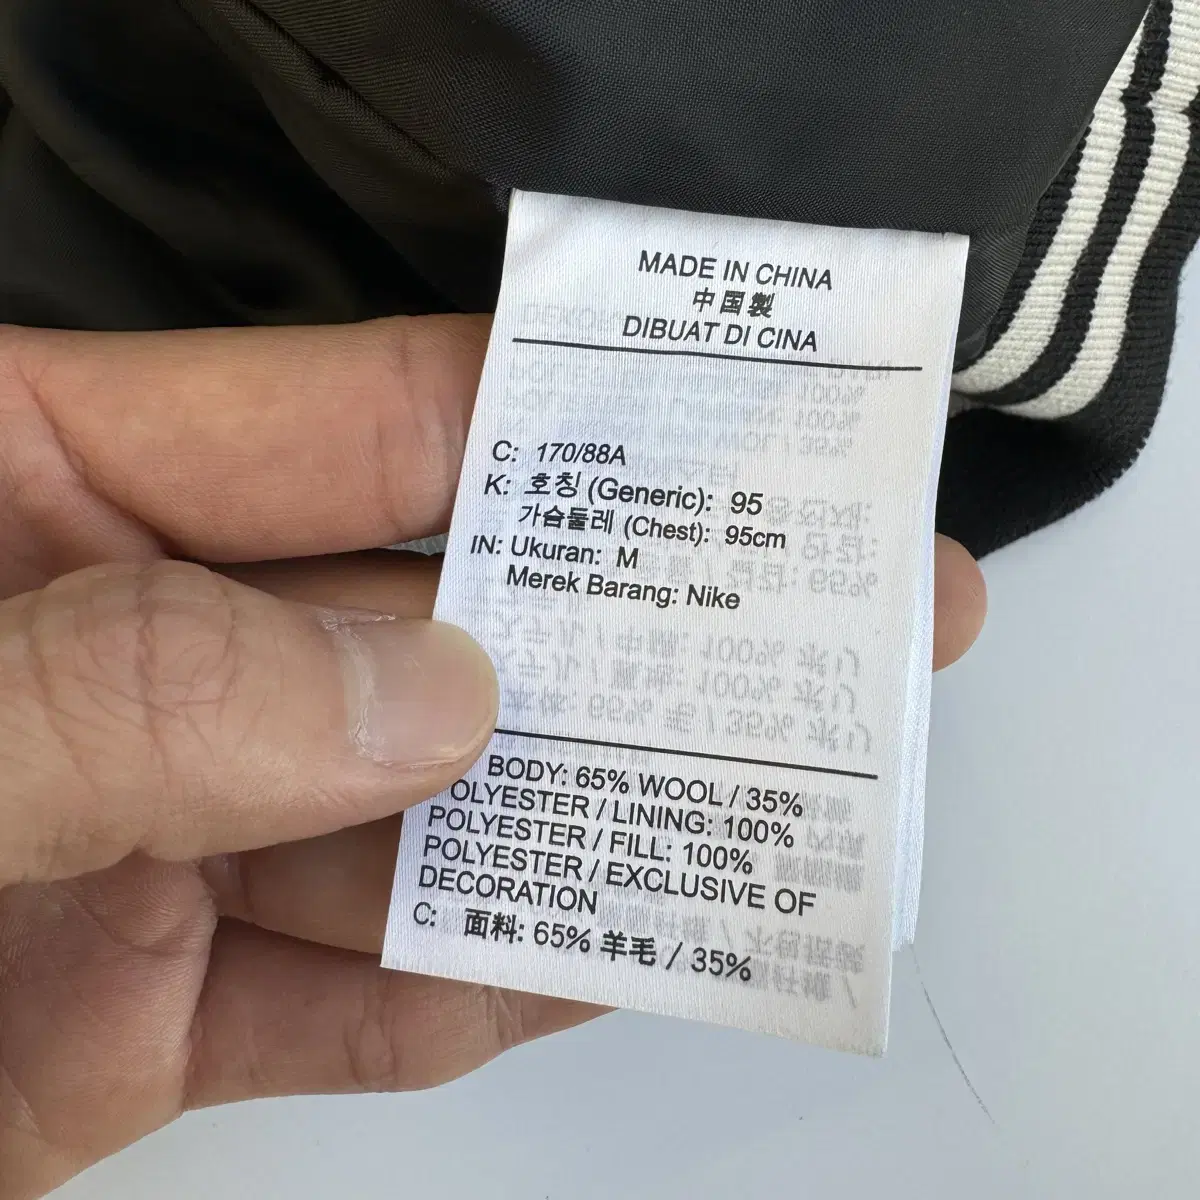 MADE IN CHINA
中国製
DIBUAT DI CINA
C: 170/88A
K: 호칭 (Generic): 95
가슴둘레 (Chest): 95cm
IN: Ukuran: M
Merek Barang: Nike
BODY: 65% WOOL / 35%
OLYESTER / LINING: 100%
POLYESTER / FILL: 100%
POLYESTER / EXCLUSIVE OF
DECORATION
C: 面料: 65% 羊毛 / 35%